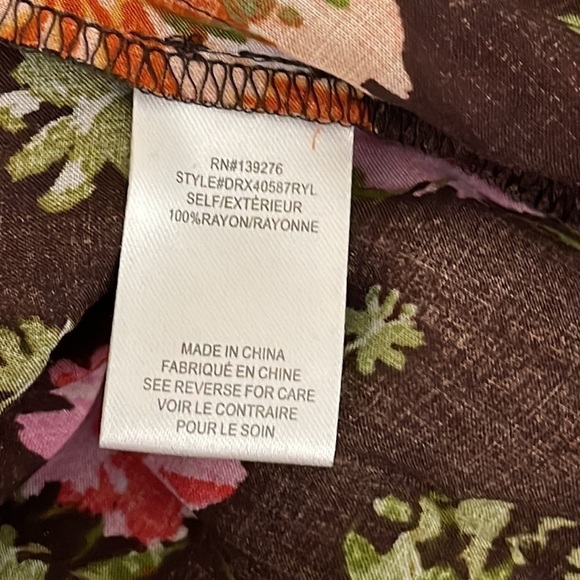 RN#139276
STYLE#DRX40587RYL
SELF/EXTÈRIEUR
100%RAYON/RAYONNE
MADE IN CHINA
FABRIQUÉ EN CHINE
SEE REVERSE FOR CARE
VOIR LE CONTRAIRE
POUR LE SOIN